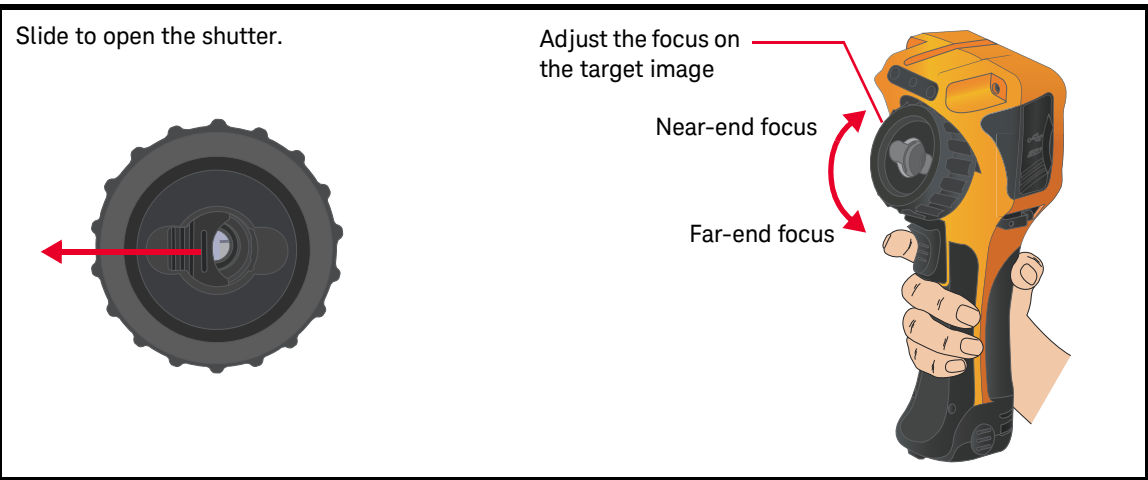 Slide to open the shutter.
Adjust the focus on
the target image
Near-end focus
Far-end focus